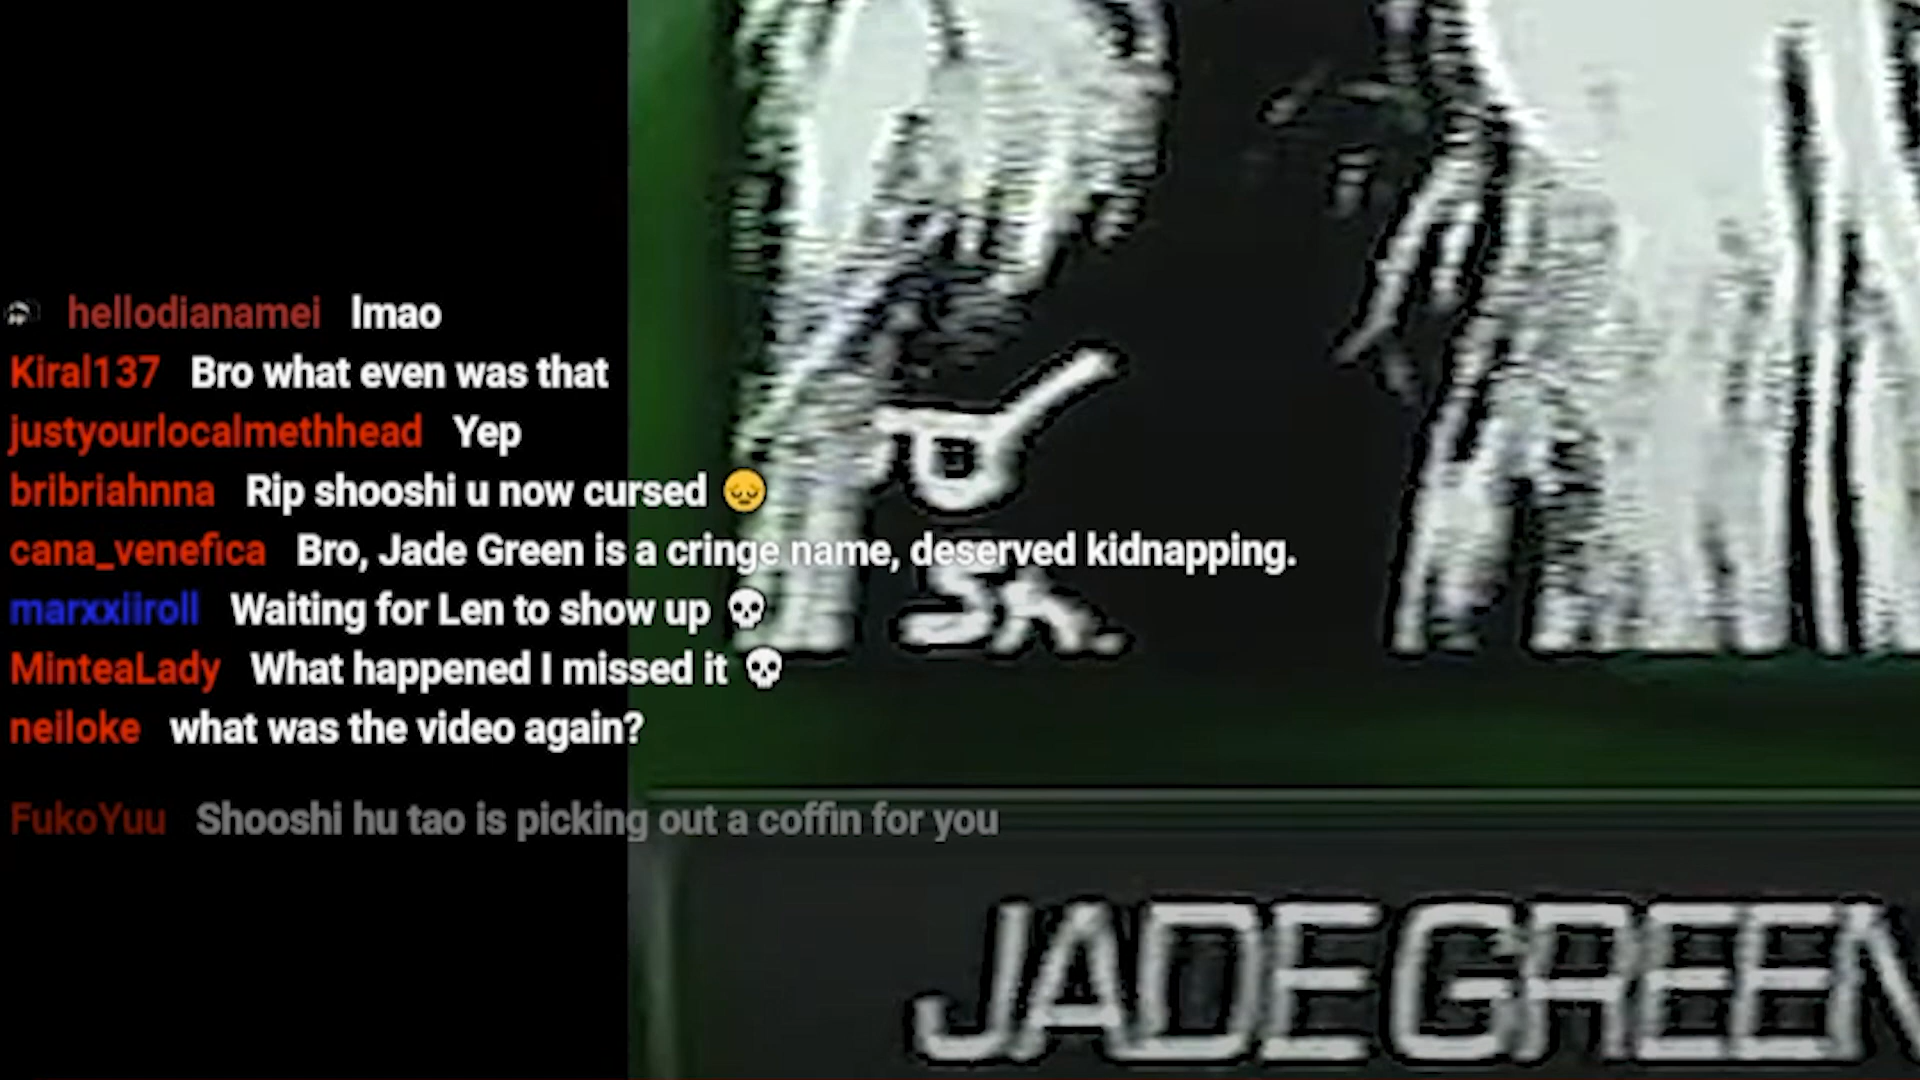 hellodianamei lmao
Kiral137 Bro what even was that
justyourlocalmethhead Yep
bribriahnna Rip shooshi u now cursed 😔
cana_venefica Bro, Jade Green is a cringe name, deserved kidnapping.
marxxiiroll Waiting for Len to show up 💀
MinteaLady What happened I missed it 💀
neiloke what was the video again?
FukoYuu Shooshi hu tao is picking out a coffin for you
JADE GREEN